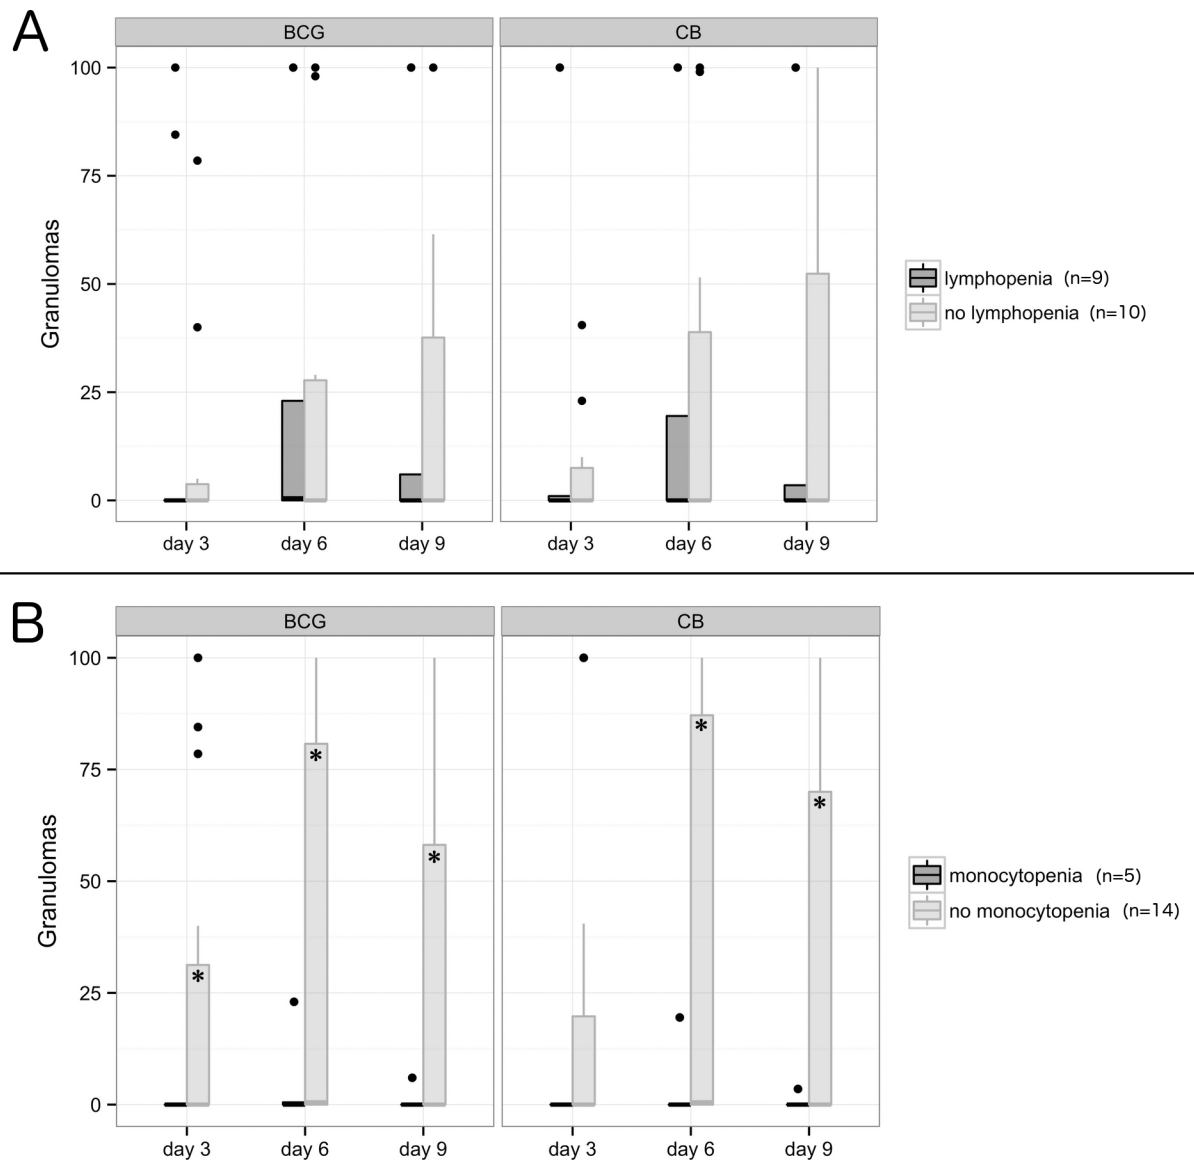 A
BCG CB
100
75
50
25
0
Granulomas
day 3 day 6 day 9 day 3 day 6 day 9
lymphopenia (n=9)
no lymphopenia (n=10)
B
BCG CB
100
75
50
25
0
Granulomas
* * * * *
day 3 day 6 day 9 day 3 day 6 day 9
monocytopenia (n=5)
no monocytopenia (n=14)